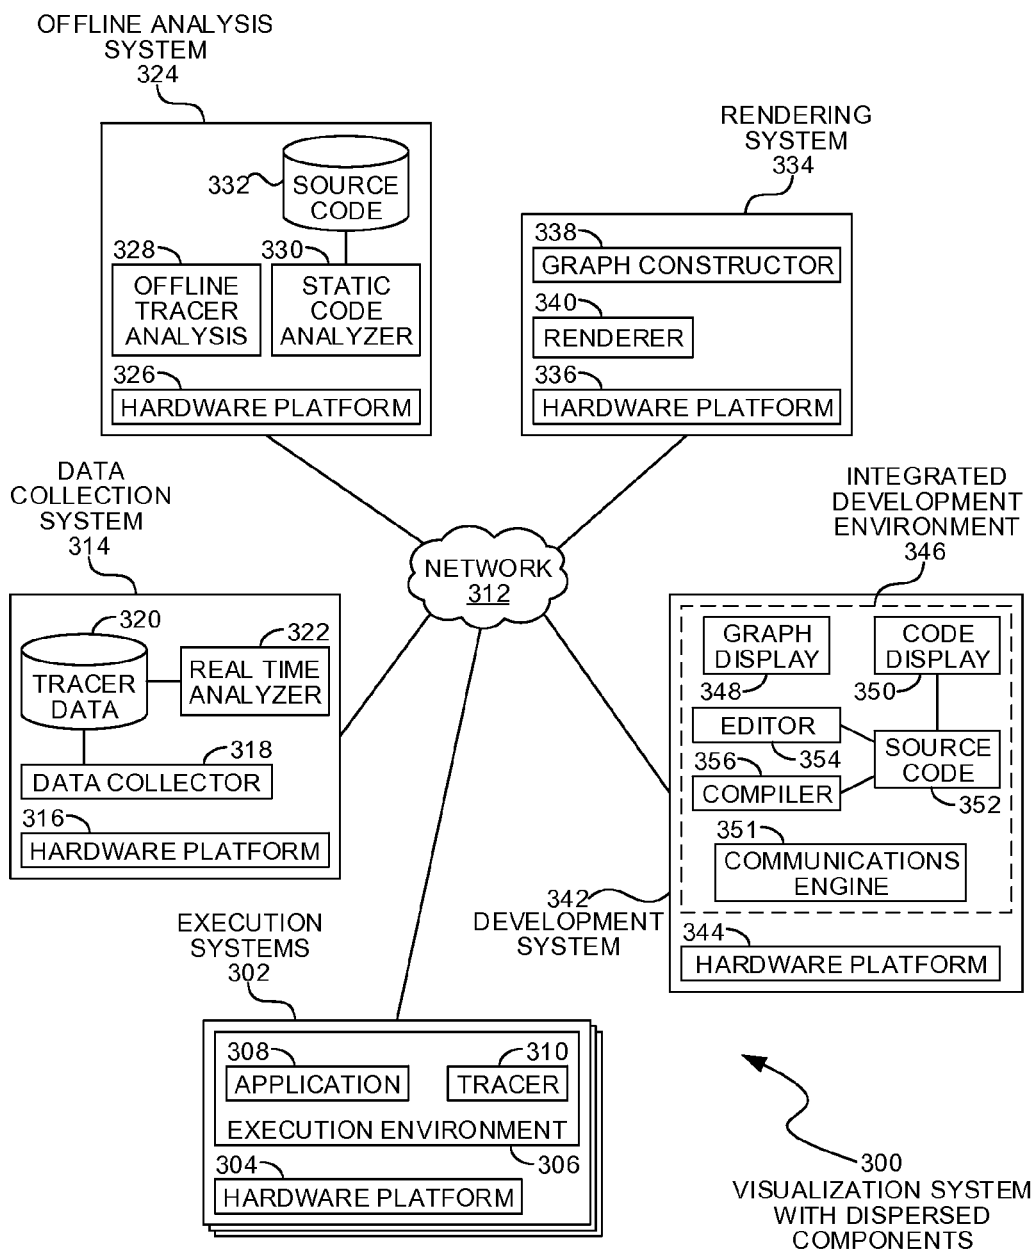 OFFLINE ANALYSIS
SYSTEM
324
332
SOURCE
CODE
328
OFFLINE
TRACER
ANALYSIS
330
STATIC
CODE
ANALYZER
326
HARDWARE PLATFORM
RENDERING
SYSTEM
334
338
GRAPH CONSTRUCTOR
340
RENDERER
336
HARDWARE PLATFORM
DATA
COLLECTION
SYSTEM
314
320
TRACER
DATA
322
REAL TIME
ANALYZER
318
DATA COLLECTOR
316
HARDWARE PLATFORM
NETWORK
312
INTEGRATED
DEVELOPMENT
ENVIRONMENT
346
GRAPH
DISPLAY
348
CODE
DISPLAY
350
EDITOR
354
SOURCE
CODE
352
356
COMPILER
351
COMMUNICATIONS
ENGINE
342
DEVELOPMENT
SYSTEM
344
HARDWARE PLATFORM
EXECUTION
SYSTEMS
302
308
APPLICATION
310
TRACER
EXECUTION ENVIRONMENT
306
304
HARDWARE PLATFORM
300
VISUALIZATION SYSTEM
WITH DISPERSED
COMPONENTS